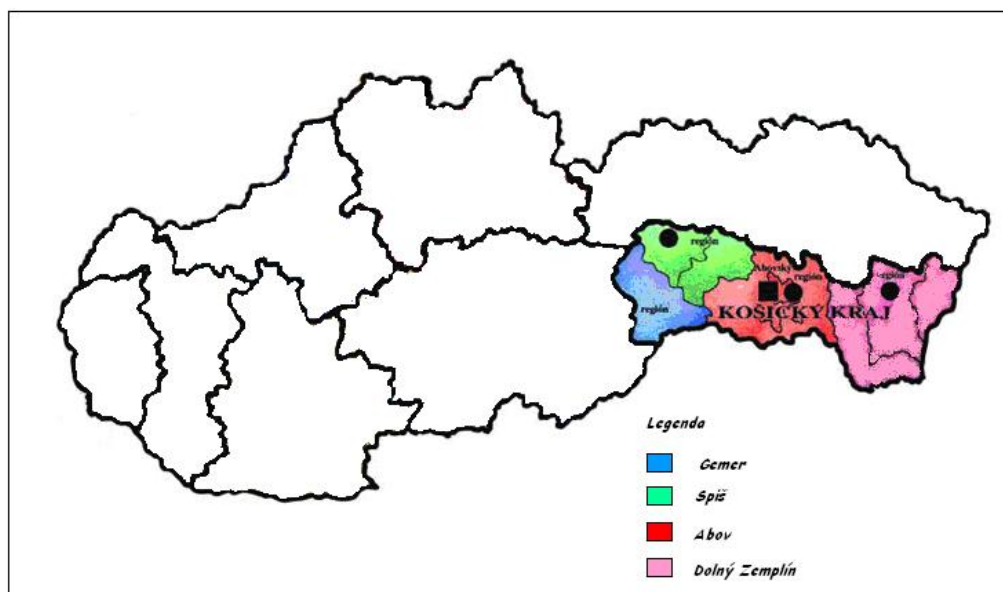 región
Abovský
región
región
KOŠICKÝ KRAJ
región
Legenda
Gemer
Spiš
Abov
Dolný Zemplín